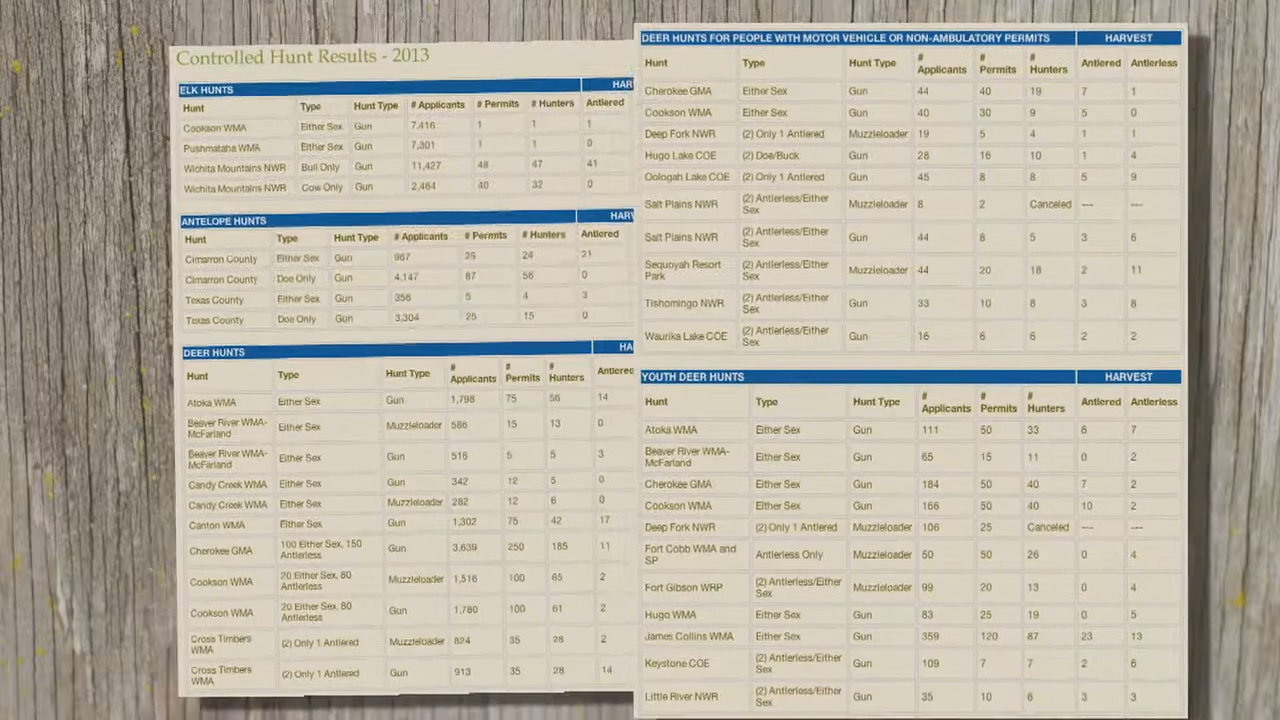 Controlled Hunt Results - 2013
ELK HUNTS HAR
Hunt Type Hunt Type # Applicants # Permits # Hunters Antlered
Cookson WMA Either Sex Gun 7,416 1 1 1
Pushmataha WMA Either Sex Gun 7,301 1 1 0
Wichita Mountains NWR Bull Only Gun 11,427 48 47 41
Wichita Mountains NWR Cow Only Gun 2,464 40 32 0
ANTELOPE HUNTS HARV
Hunt Type Hunt Type # Applicants # Permits # Hunters Antlered
Cimarron County Either Sex Gun 967 25 24 21
Cimarron County Doe Only Gun 4,147 87 56 0
Texas County Either Sex Gun 356 5 4 3
Texas County Doe Only Gun 3,304 25 15 0
DEER HUNTS HA
Hunt Type Hunt Type # Applicants # Permits # Hunters Antlered
Atoka WMA Either Sex Gun 1,798 75 56 14
Beaver River WMA-McFarland Either Sex Muzzleloader 586 15 13 0
Beaver River WMA-McFarland Either Sex Gun 516 5 5 3
Candy Creek WMA Either Sex Gun 342 12 5 0
Candy Creek WMA Either Sex Muzzleloader 282 12 6 0
Canton WMA Either Sex Gun 1,302 75 42 17
Cherokee GMA 100 Either Sex, 150 Antlerless Gun 3,639 250 185 11
Cookson WMA 20 Either Sex, 80 Antlerless Muzzleloader 1,516 100 65 2
Cookson WMA 20 Either Sex, 80 Antlerless Gun 1,780 100 61 2
Cross Timbers WMA (2) Only 1 Antlered Muzzleloader 824 35 28 2
Cross Timbers WMA (2) Only 1 Antlered Gun 913 35 28 14
DEER HUNTS FOR PEOPLE WITH MOTOR VEHICLE OR NON-AMBULATORY PERMITS HARVEST
Hunt Type Hunt Type # Applicants # Permits # Hunters Antlered Antlerless
Cherokee GMA Either Sex Gun 44 40 19 7 1
Cookson WMA Either Sex Gun 40 30 9 5 0
Deep Fork NWR (2) Only 1 Antlered Muzzleloader 19 5 4 1 1
Hugo Lake COE (2) Doe/Buck Gun 28 16 10 1 4
Oologah Lake COE (2) Only 1 Antlered Gun 45 8 8 5 9
Salt Plains NWR (2) Antlerless/Either Sex Muzzleloader 8 2 Canceled --- ---
Salt Plains NWR (2) Antlerless/Either Sex Gun 44 8 5 3 6
Sequoyah Resort Park (2) Antlerless/Either Sex Muzzleloader 44 20 18 2 11
Tishomingo NWR (2) Antlerless/Either Sex Gun 33 10 8 3 8
Waurika Lake COE (2) Antlerless/Either Sex Gun 16 6 6 2 2
YOUTH DEER HUNTS HARVEST
Hunt Type Hunt Type # Applicants # Permits # Hunters Antlered Antlerless
Atoka WMA Either Sex Gun 111 50 33 6 7
Beaver River WMA-McFarland Either Sex Gun 65 15 11 0 2
Cherokee GMA Either Sex Gun 184 50 40 7 2
Cookson WMA Either Sex Gun 166 50 40 10 2
Deep Fork NWR (2) Only 1 Antlered Muzzleloader 106 25 Canceled --- ---
Fort Cobb WMA and SP Antlerless Only Muzzleloader 50 50 26 0 4
Fort Gibson WRP (2) Antlerless/Either Sex Muzzleloader 99 20 13 0 4
Hugo WMA Either Sex Gun 83 25 19 0 5
James Collins WMA Either Sex Gun 359 120 87 23 13
Keystone COE (2) Antlerless/Either Sex Gun 109 7 7 2 6
Little River NWR (2) Antlerless/Either Sex Gun 35 10 6 3 3